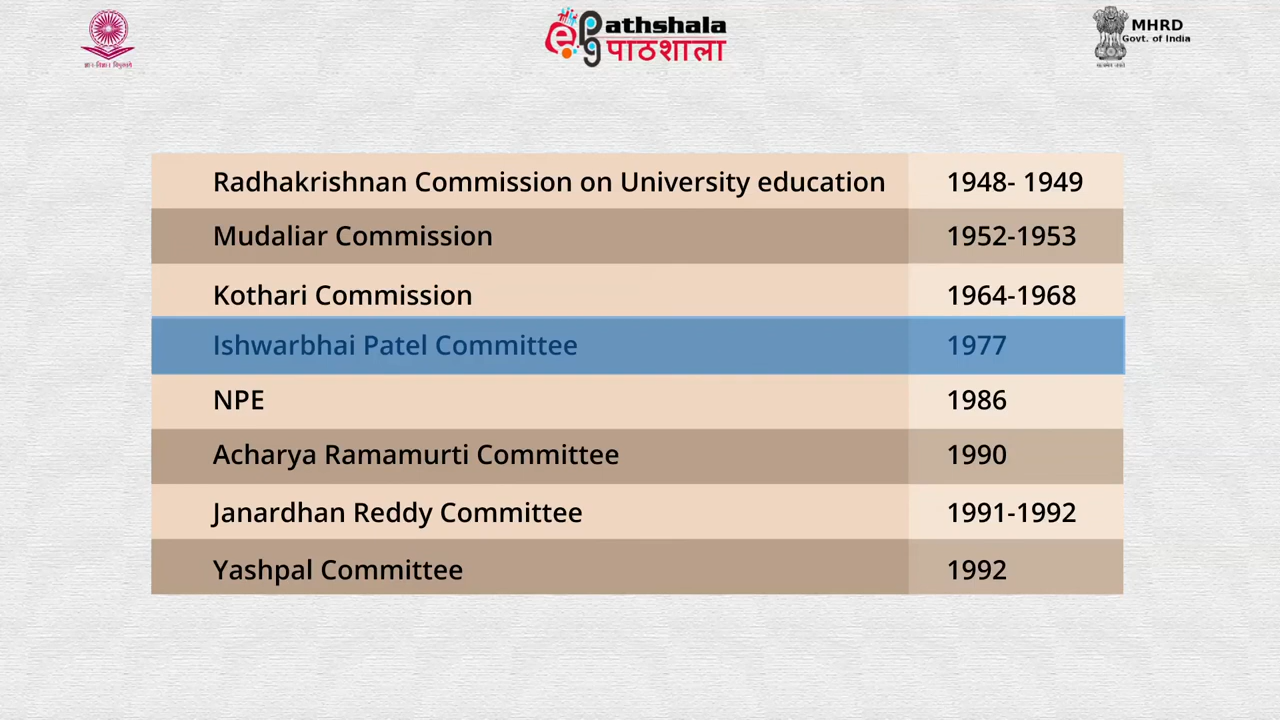 ePgathshala
पाठशाला
MHRD
Govt. of India
Radhakrishnan Commission on University education 1948- 1949
Mudaliar Commission 1952-1953
Kothari Commission 1964-1968
Ishwarbhai Patel Committee 1977
NPE 1986
Acharya Ramamurti Committee 1990
Janardhan Reddy Committee 1991-1992
Yashpal Committee 1992